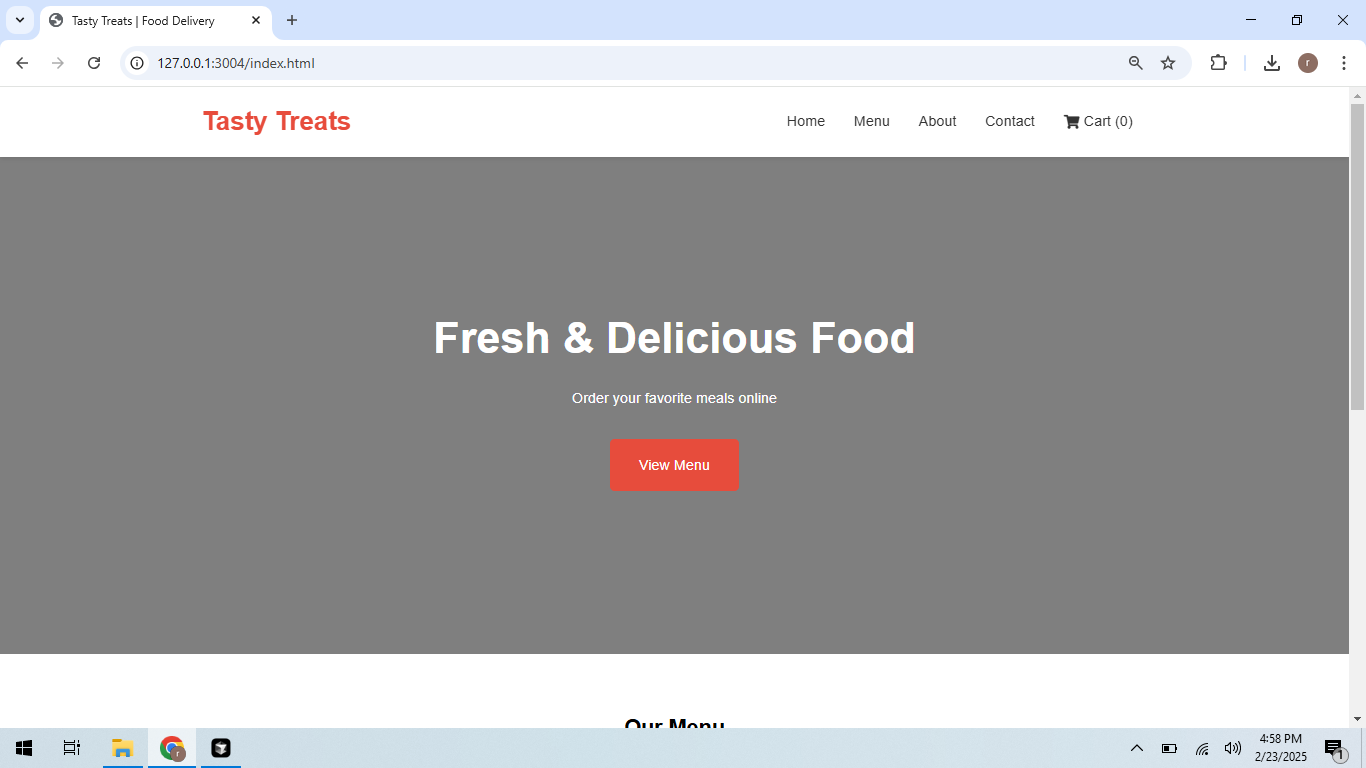 Tasty Treats | Food Delivery
127.0.0.1:3004/index.html
r
Tasty Treats
Home
Menu
About
Contact
Cart (0)
Fresh & Delicious Food
Order your favorite meals online
View Menu
Our Menu
r
4:58 PM
2/23/2025
1